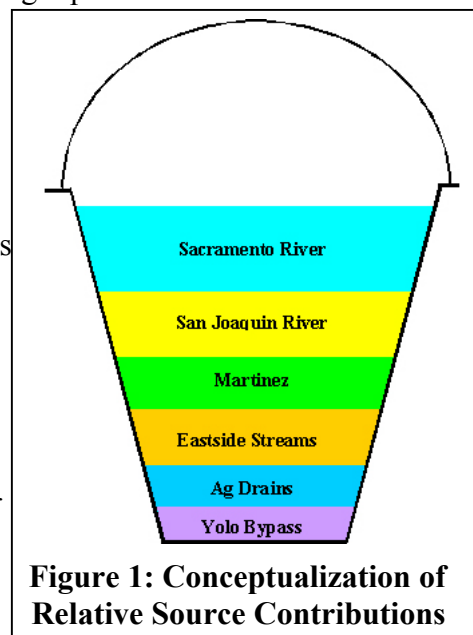 s
Sacramento River
San Joaquin River
Martinez
Eastside Streams
Ag Drains
Yolo Bypass
Figure 1: Conceptualization of
Relative Source Contributions